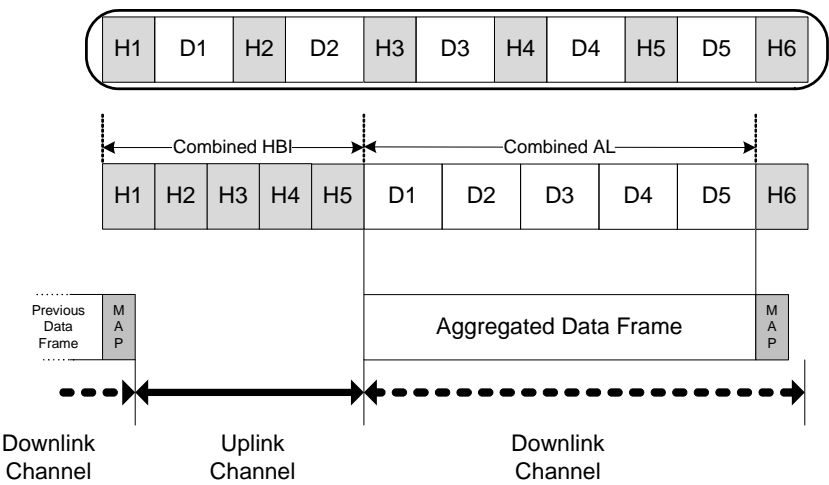 H1 D1 H2 D2 H3 D3 H4 D4 H5 D5 H6
Combined HBI Combined AL
H1 H2 H3 H4 H5 D1 D2 D3 D4 D5 H6
Previous
Data
Frame
M
A
P
Aggregated Data Frame
M
A
P
Downlink
Channel
Uplink
Channel
Downlink
Channel